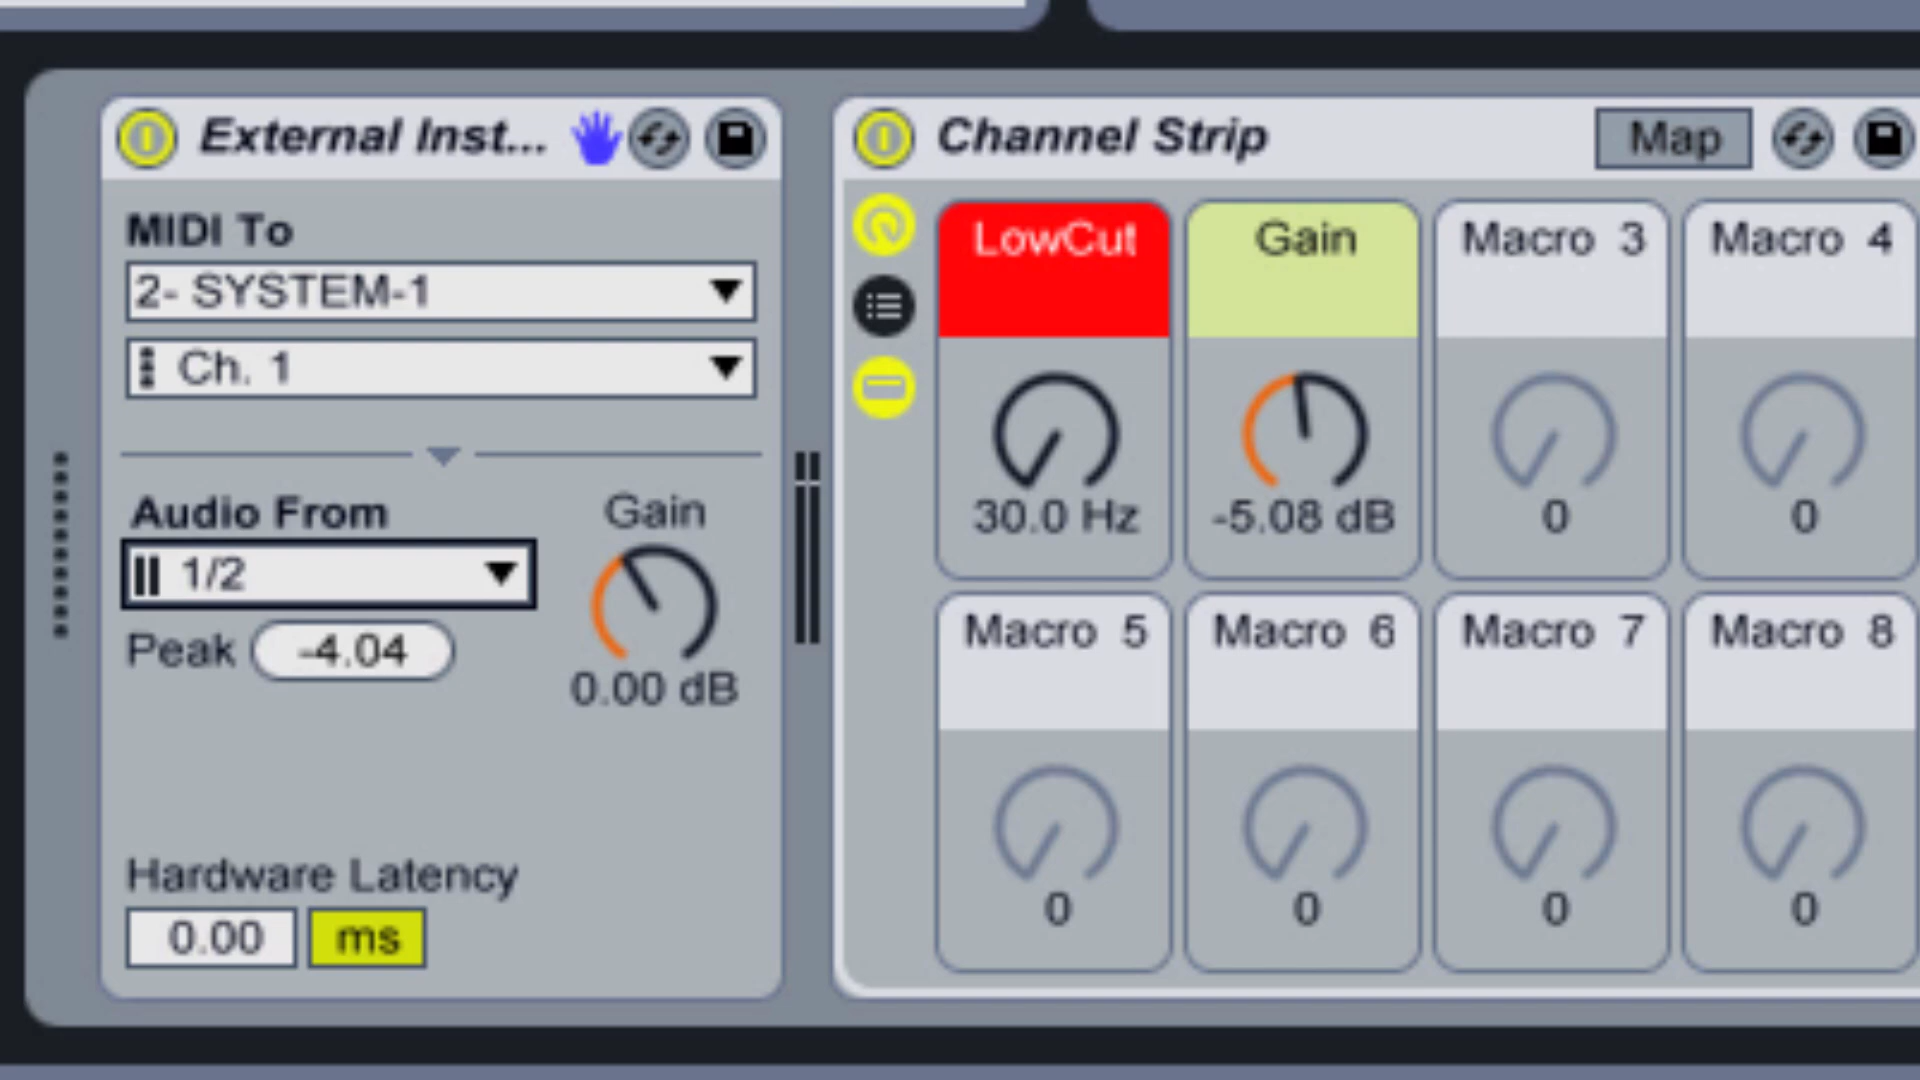 External Inst...
MIDI To
2- SYSTEM-1
Ch. 1
Audio From
Gain
1/2
Peak -4.04
0.00 dB
Hardware Latency
0.00 ms
Channel Strip
Map
LowCut Gain Macro 3 Macro 4
30.0 Hz -5.08 dB 0 0
Macro 5 Macro 6 Macro 7 Macro 8
0 0 0 0